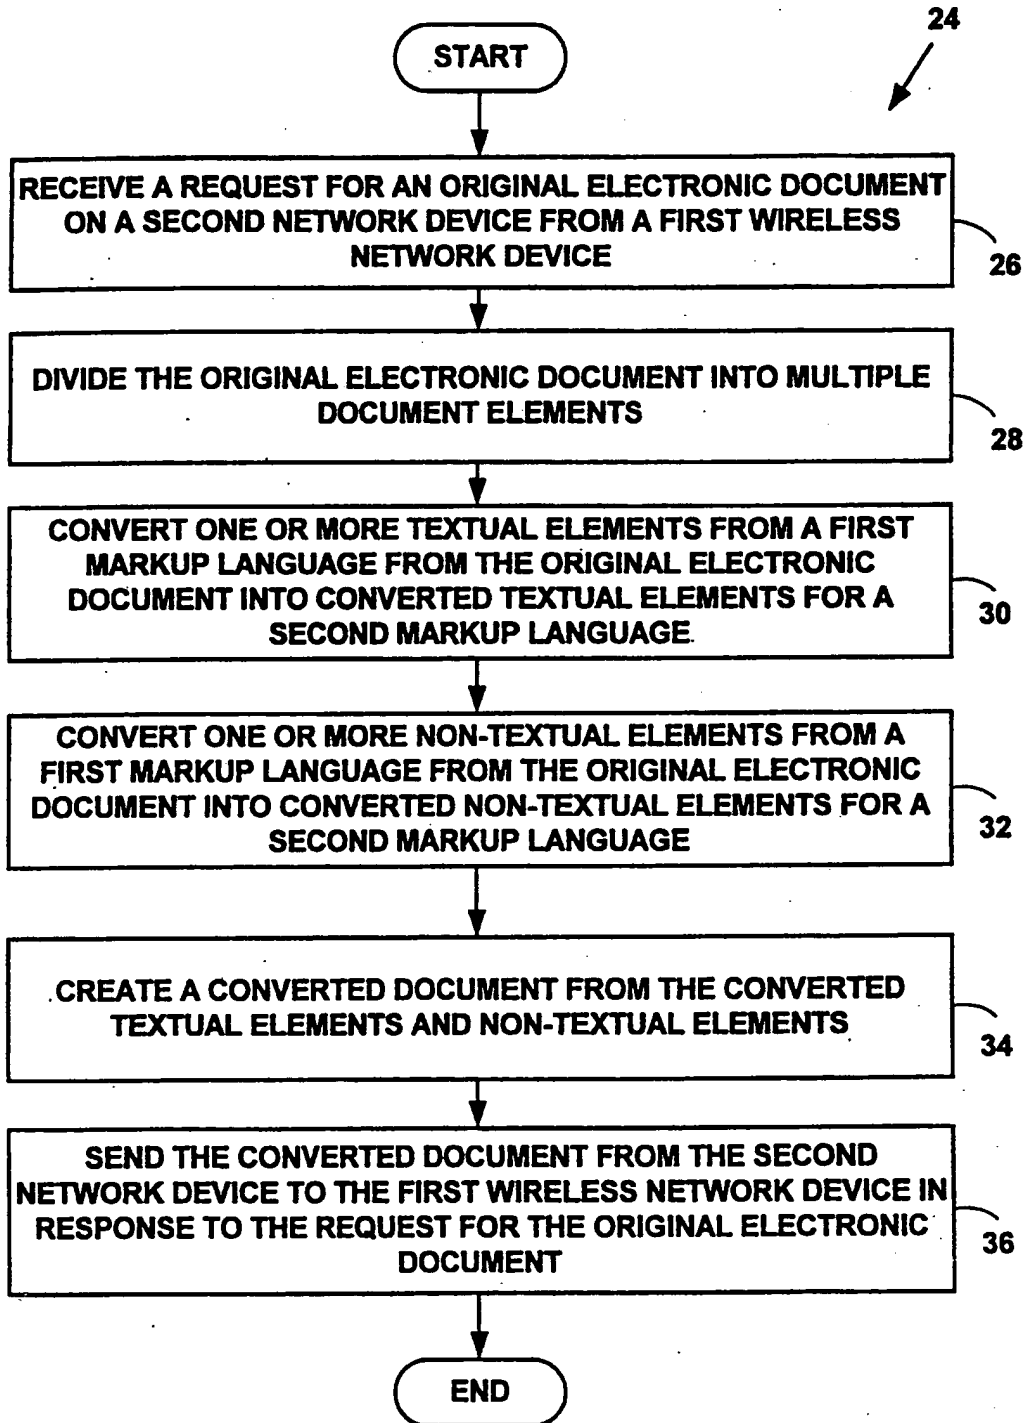 24
START
RECEIVE A REQUEST FOR AN ORIGINAL ELECTRONIC DOCUMENT
ON A SECOND NETWORK DEVICE FROM A FIRST WIRELESS
NETWORK DEVICE
26
DIVIDE THE ORIGINAL ELECTRONIC DOCUMENT INTO MULTIPLE
DOCUMENT ELEMENTS
28
CONVERT ONE OR MORE TEXTUAL ELEMENTS FROM A FIRST
MARKUP LANGUAGE FROM THE ORIGINAL ELECTRONIC
DOCUMENT INTO CONVERTED TEXTUAL ELEMENTS FOR A
SECOND MARKUP LANGUAGE
30
CONVERT ONE OR MORE NON-TEXTUAL ELEMENTS FROM A
FIRST MARKUP LANGUAGE FROM THE ORIGINAL ELECTRONIC
DOCUMENT INTO CONVERTED NON-TEXTUAL ELEMENTS FOR A
SECOND MARKUP LANGUAGE
32
CREATE A CONVERTED DOCUMENT FROM THE CONVERTED
TEXTUAL ELEMENTS AND NON-TEXTUAL ELEMENTS
34
SEND THE CONVERTED DOCUMENT FROM THE SECOND
NETWORK DEVICE TO THE FIRST WIRELESS NETWORK DEVICE IN
RESPONSE TO THE REQUEST FOR THE ORIGINAL ELECTRONIC
DOCUMENT
36
END